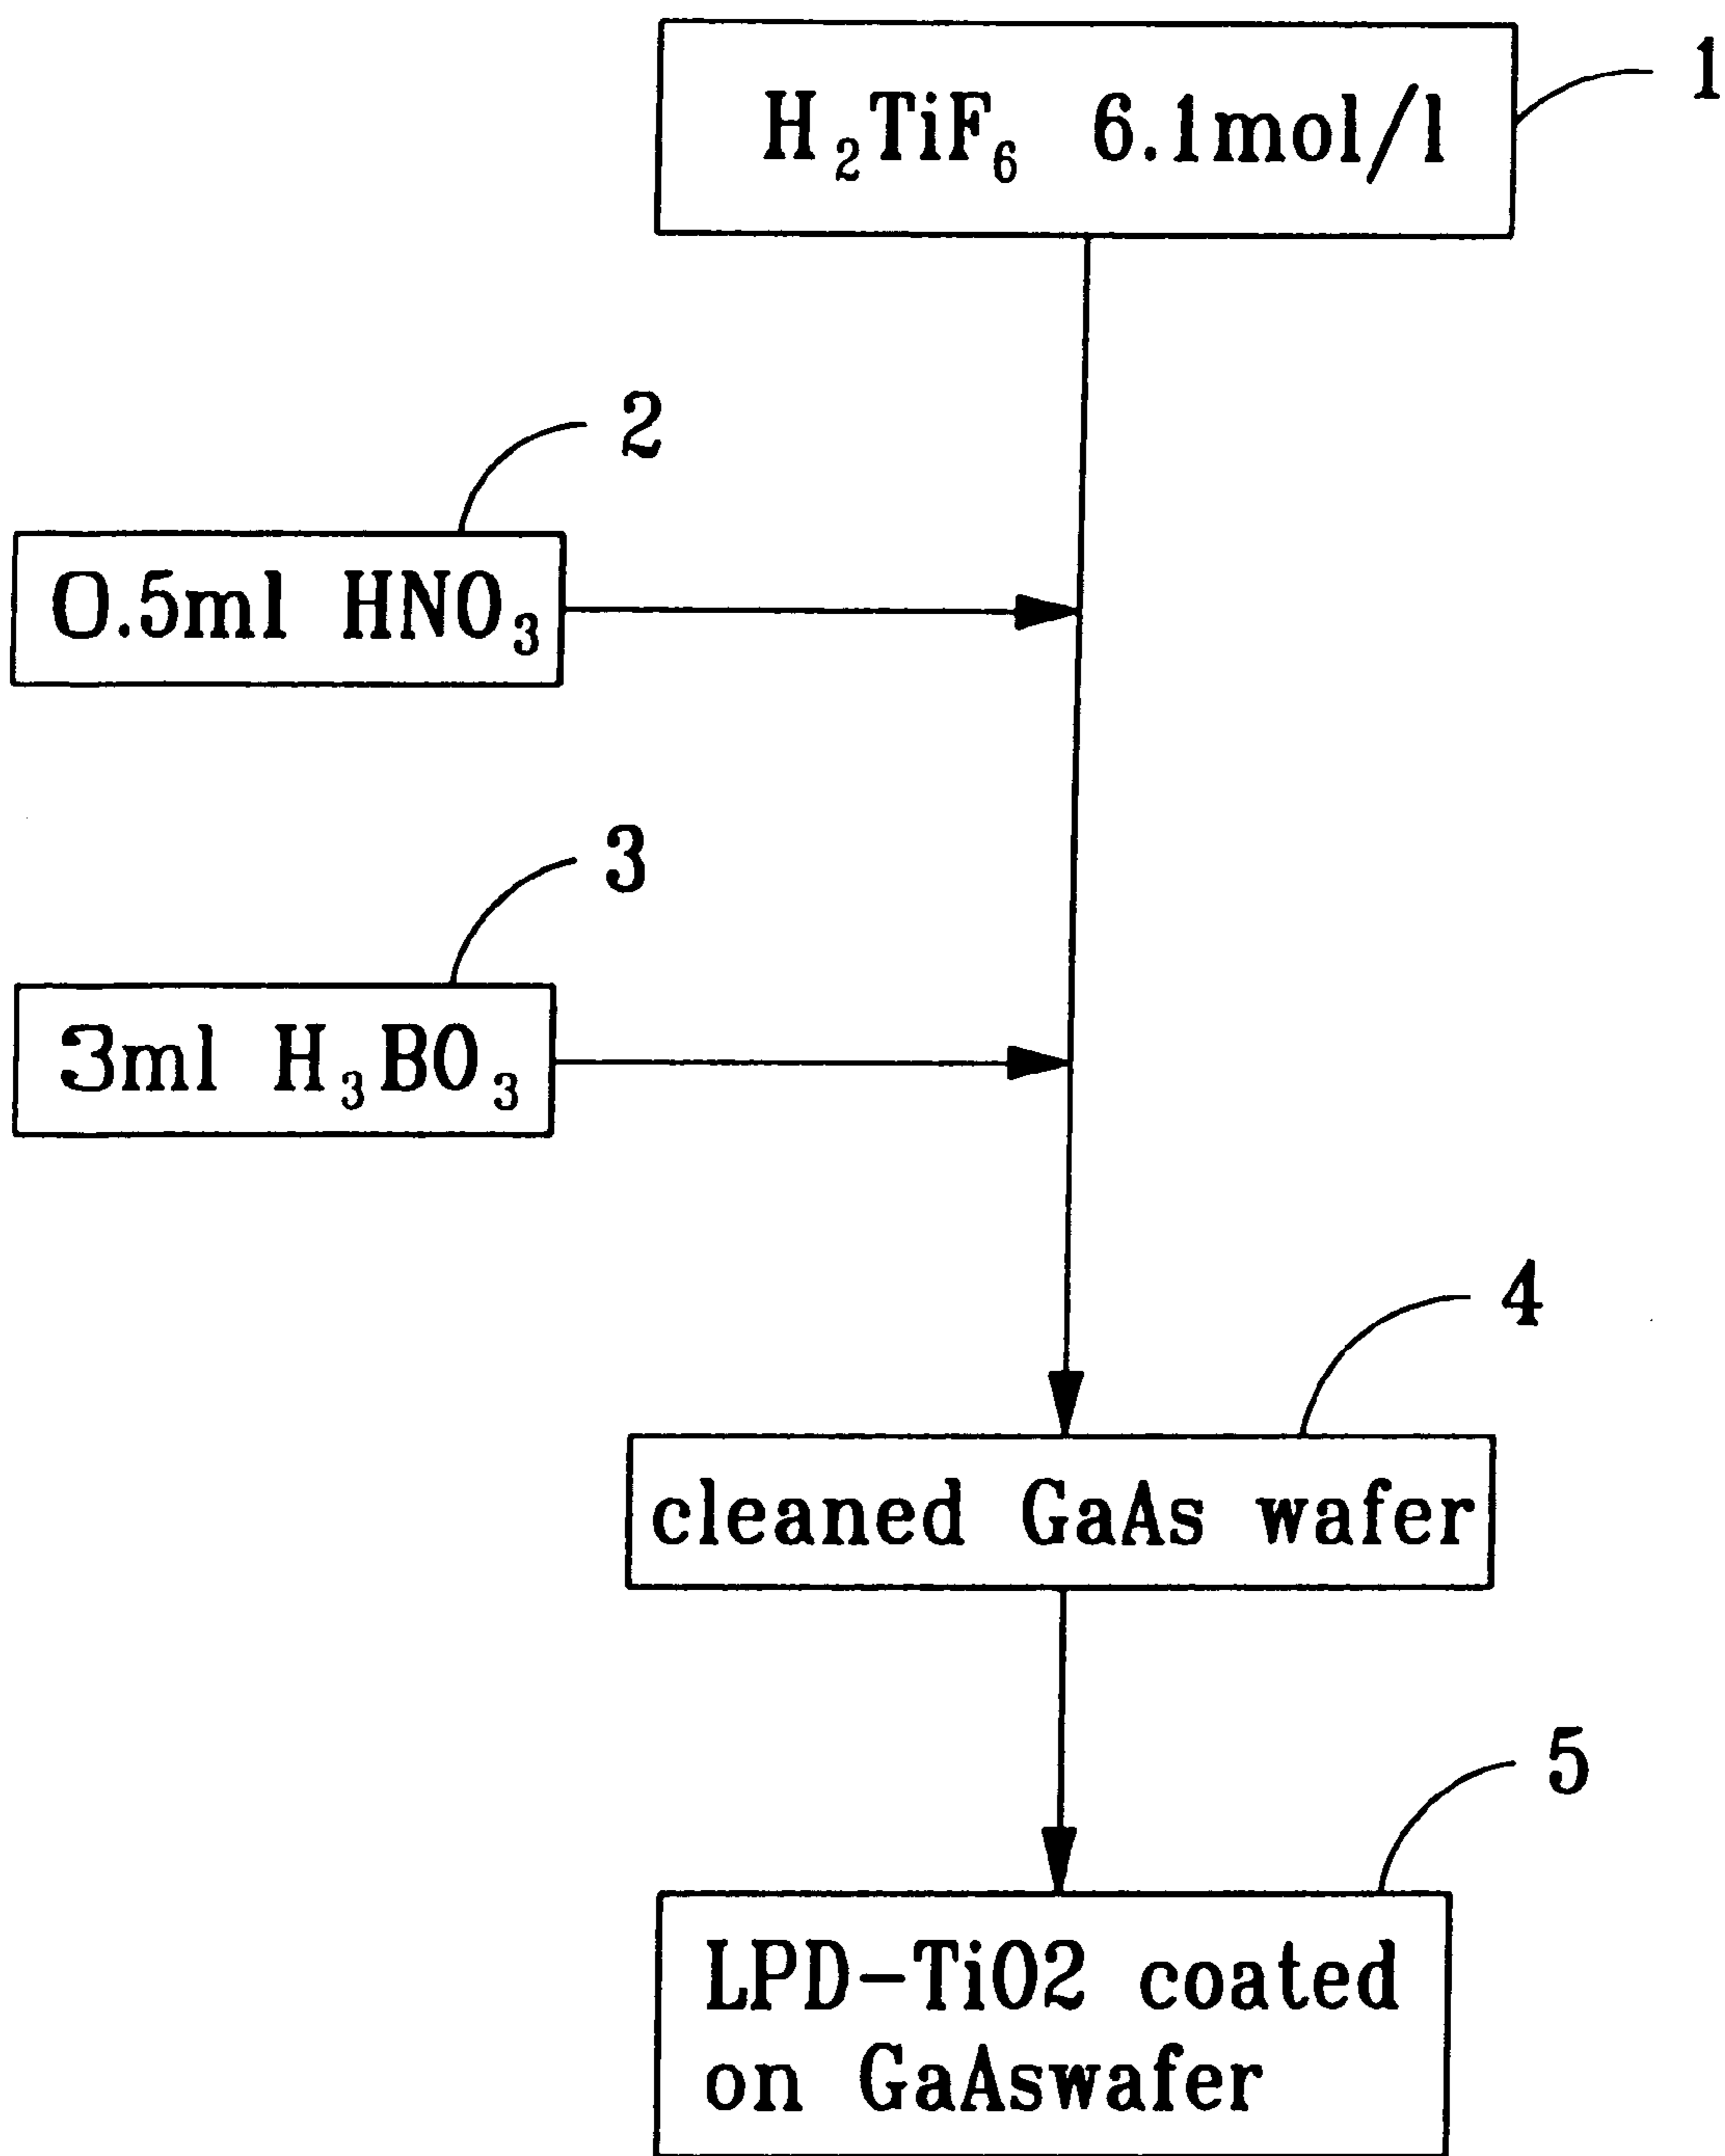 H₂TiF₆ 6.1mol/l
1
2
0.5ml HNO₃
3
3ml H₃BO₃
4
cleaned GaAs wafer
5
LPD-TiO2 coated
on GaAswafer